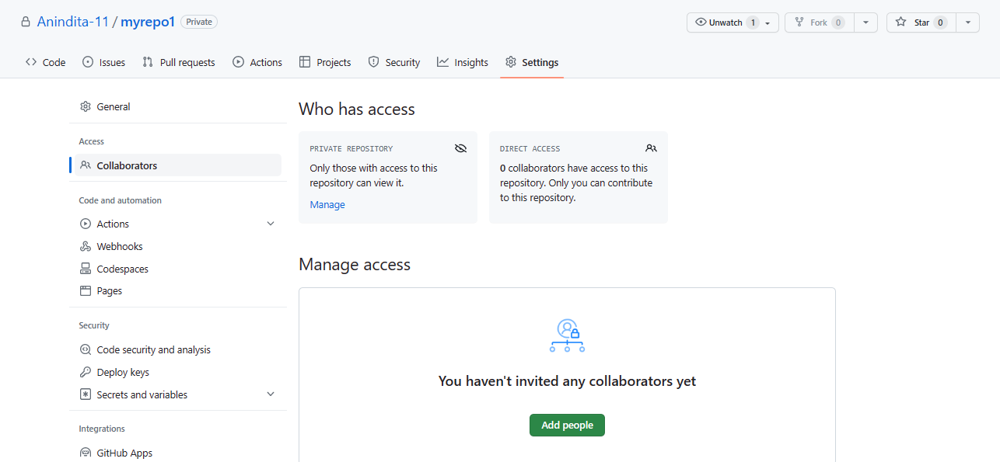 Anindita-11 / myrepo1 Private
Unwatch 1 Fork 0 Star 0
Code Issues Pull requests Actions Projects Security Insights Settings
General
Access
Collaborators
Code and automation
Actions
Webhooks
Codespaces
Pages
Security
Code security and analysis
Deploy keys
Secrets and variables
Integrations
GitHub Apps
Who has access
PRIVATE REPOSITORY
Only those with access to this
repository can view it.
Manage
DIRECT ACCESS
0 collaborators have access to this
repository. Only you can contribute
to this repository.
Manage access
You haven't invited any collaborators yet
Add people